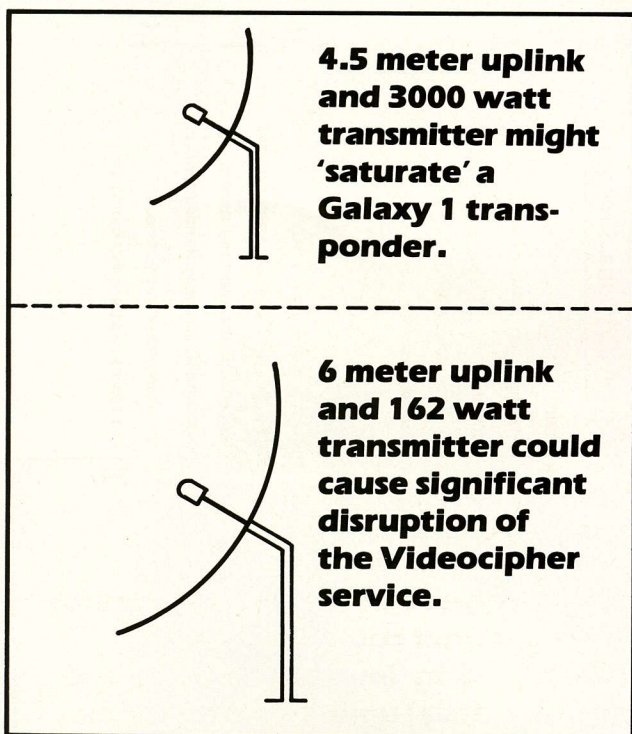 4.5 meter uplink
and 3000 watt
transmitter might
‘saturate’ a
Galaxy 1 trans-
ponder.
6 meter uplink
and 162 watt
transmitter could
cause significant
disruption of
the Videocipher
service.